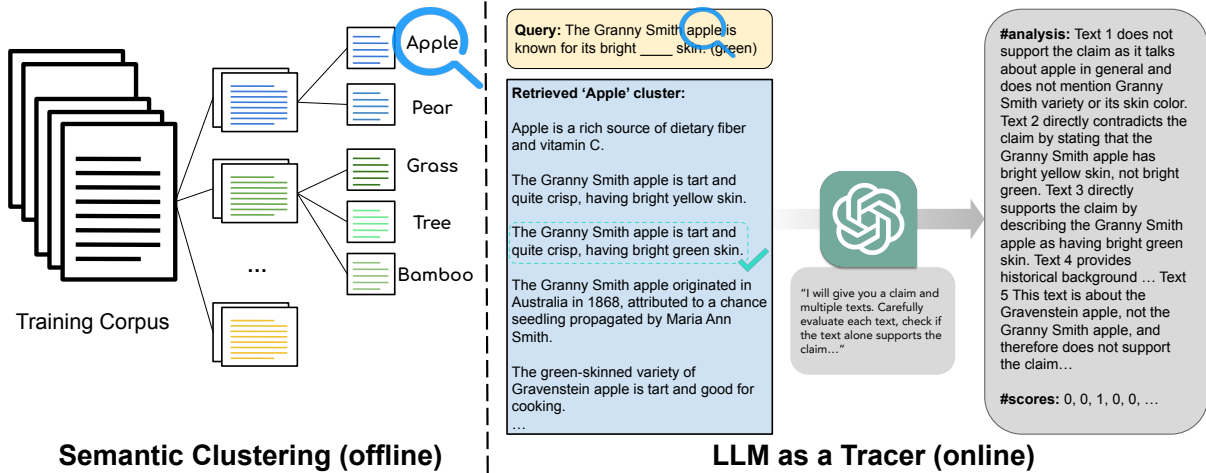 Apple
Pear
Grass
Tree
Bamboo
...
Training Corpus
Semantic Clustering (offline)
Query: The Granny Smith apple is
known for its bright ____ skin. (green)
Retrieved ‘Apple’ cluster:
Apple is a rich source of dietary fiber
and vitamin C.
The Granny Smith apple is tart and
quite crisp, having bright yellow skin.
The Granny Smith apple is tart and
quite crisp, having bright green skin.
The Granny Smith apple originated in
Australia in 1868, attributed to a chance
seedling propagated by Maria Ann
Smith.
The green-skinned variety of
Gravenstein apple is tart and good for
cooking.
...
"I will give you a claim and
multiple texts. Carefully
evaluate each text, check if
the text alone supports the
claim..."
#analysis: Text 1 does not
support the claim as it talks
about apple in general and
does not mention Granny
Smith variety or its skin color.
Text 2 directly contradicts the
claim by stating that the
Granny Smith apple has
bright yellow skin, not bright
green. Text 3 directly
supports the claim by
describing the Granny Smith
apple as having bright green
skin. Text 4 provides
historical background ... Text
5 This text is about the
Gravenstein apple, not the
Granny Smith apple, and
therefore does not support
the claim...
#scores: 0, 0, 1, 0, 0, ...
LLM as a Tracer (online)